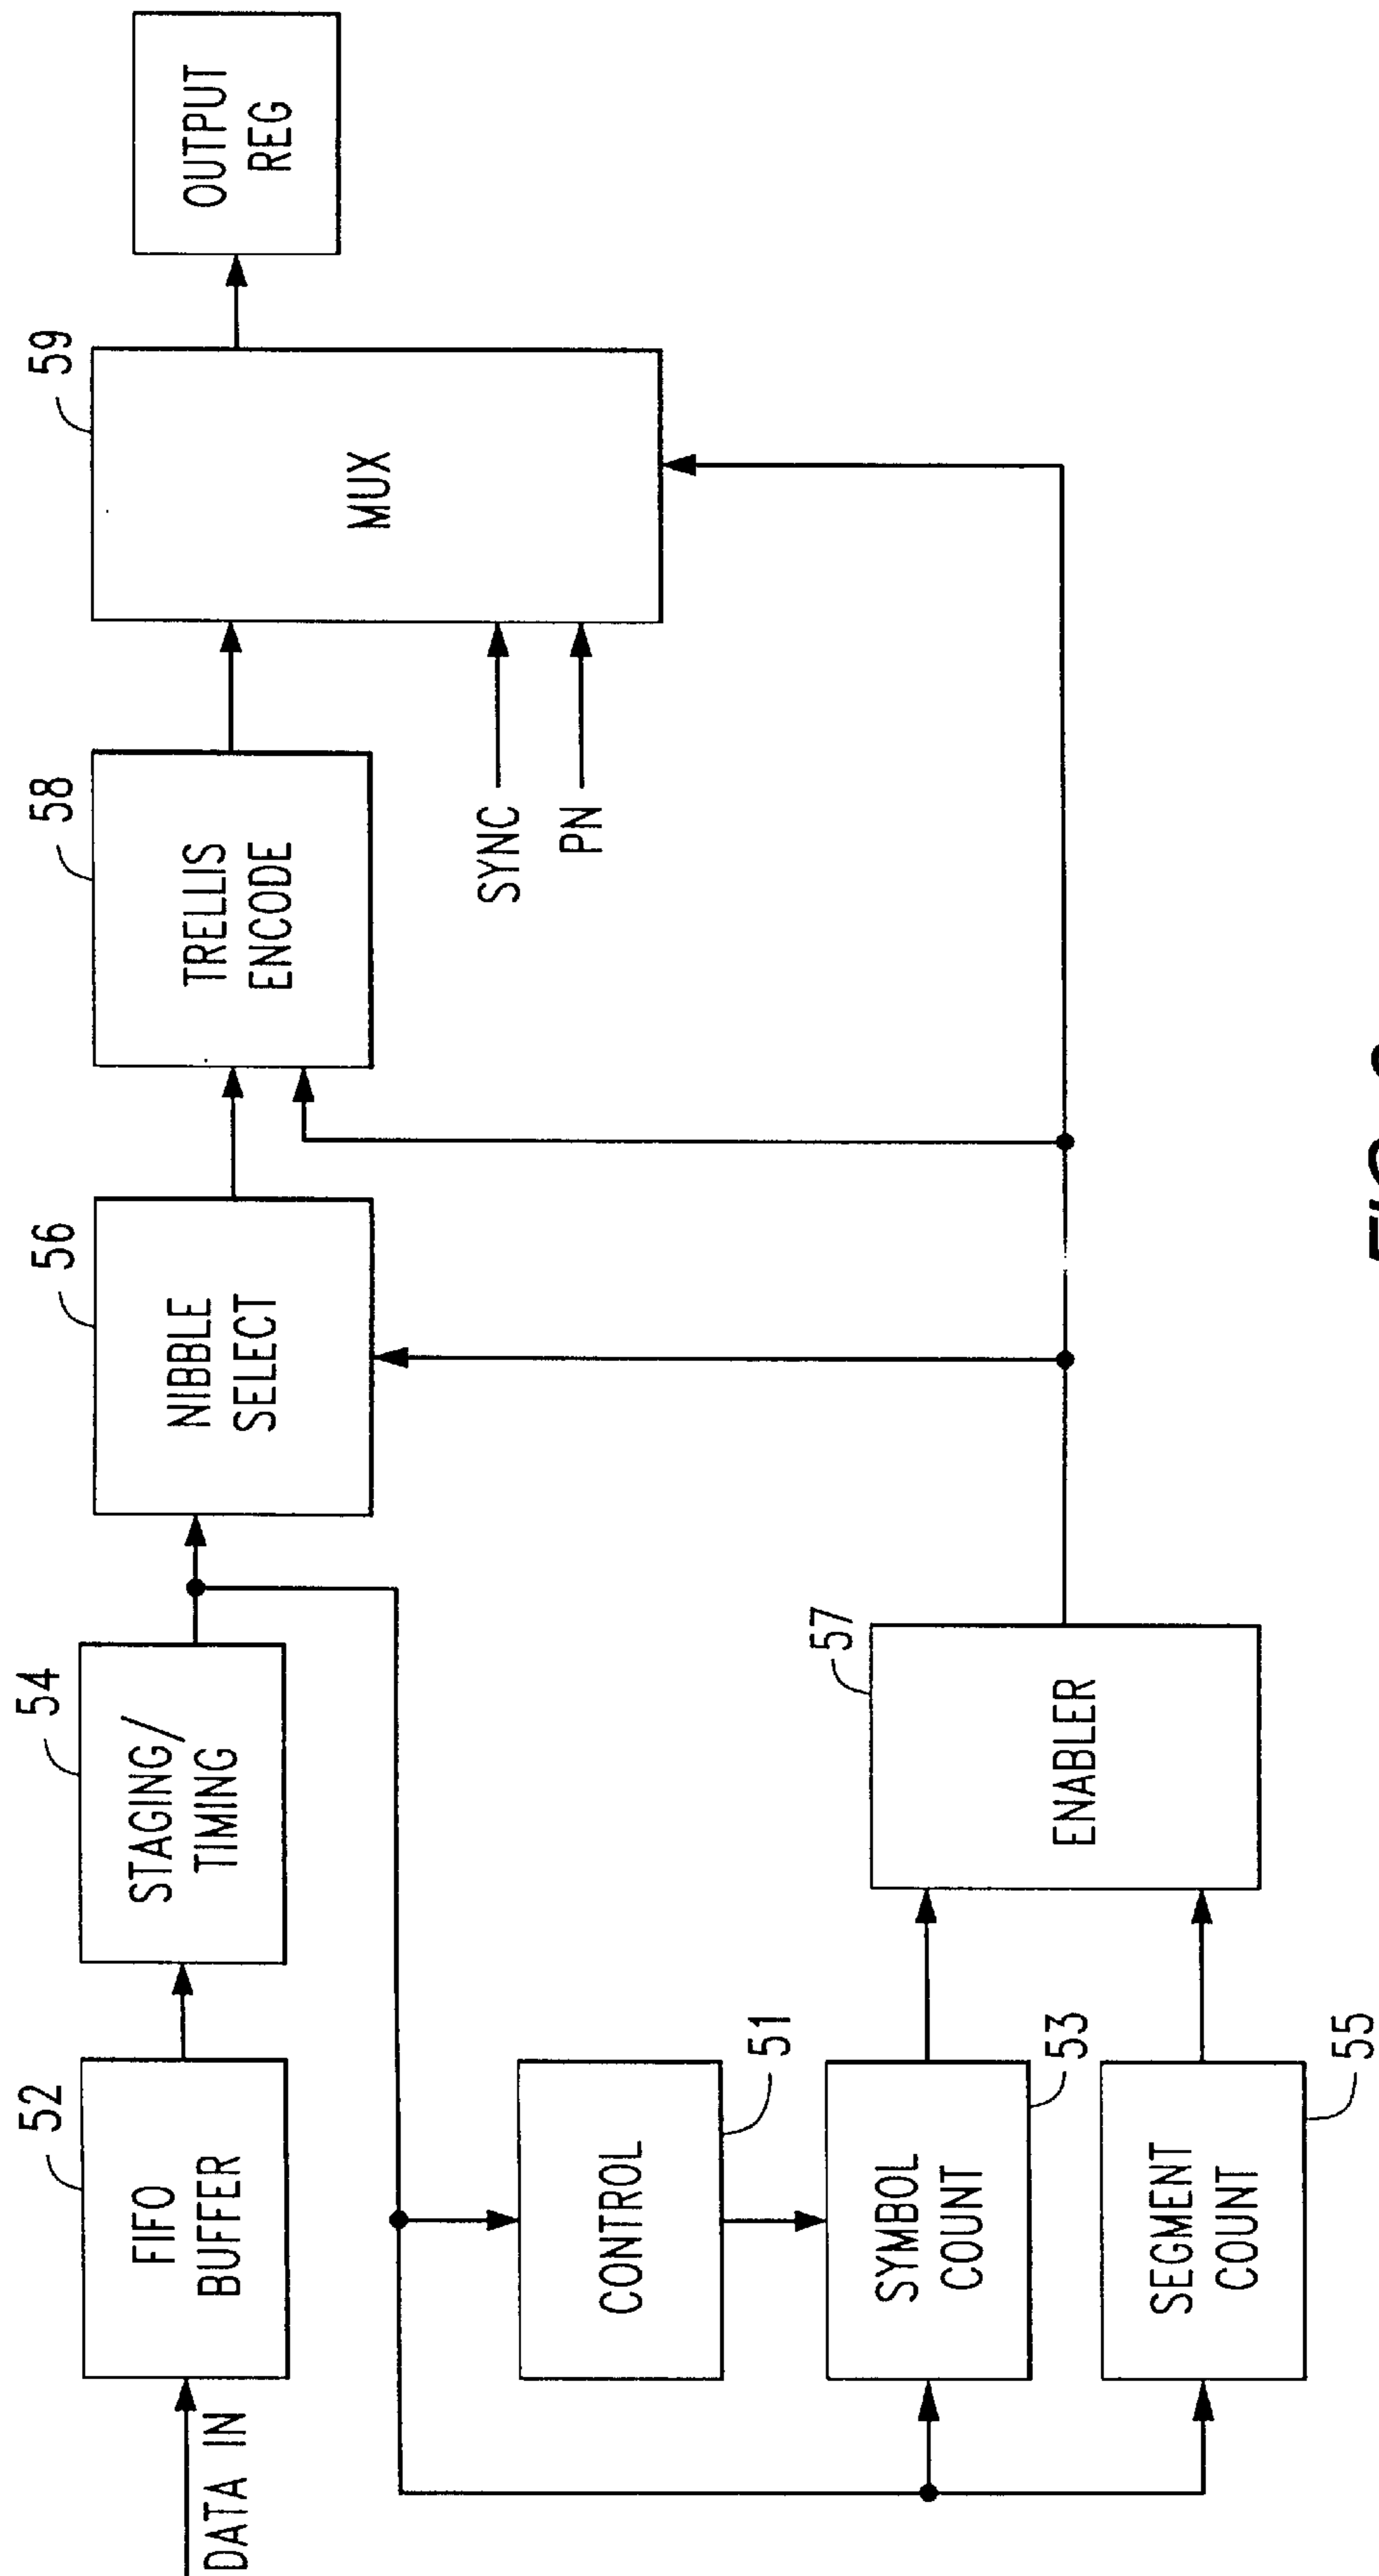 DATA IN
52
FIFO
BUFFER
54
STAGING/
TIMING
56
NIBBLE
SELECT
58
TRELLIS
ENCODE
59
MUX
OUTPUT
REG
SYNC
PN
CONTROL
51
SYMBOL
COUNT
53
SEGMENT
COUNT
55
57
ENABLER